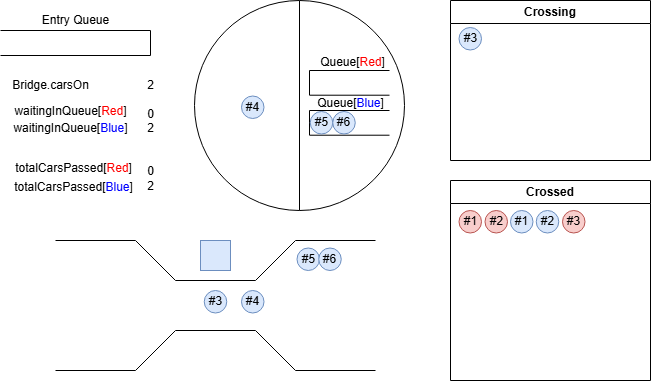 Entry Queue
Bridge.carsOn 2
waitingInQueue[Red] 0
waitingInQueue[Blue] 2
totalCarsPassed[Red] 0
totalCarsPassed[Blue] 2
#4
Queue[Red]
Queue[Blue]
#5 #6
Crossing
#3
Crossed
#1 #2 #1 #2 #3
#5 #6
#3 #4